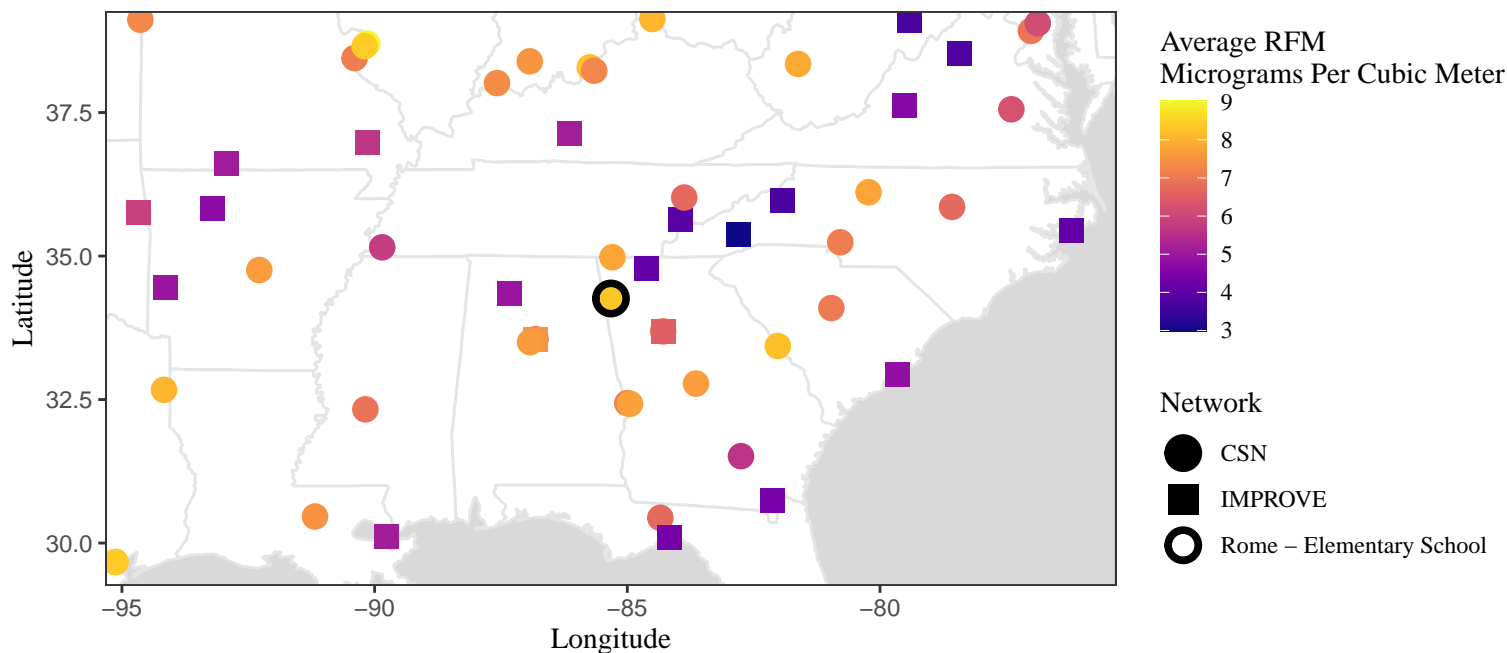 Average RFM
Micrograms Per Cubic Meter
9
8
7
6
5
4
3
Network
CSN
IMPROVE
Rome – Elementary School
Latitude
37.5
35.0
32.5
30.0
−95
−90
−85
−80
Longitude